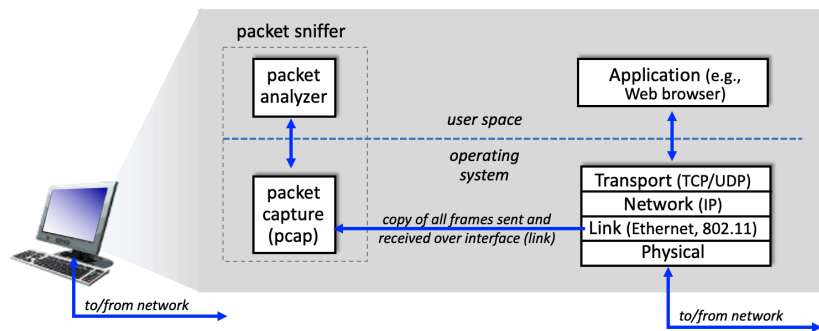 packet sniffer
packet
analyzer
Application (e.g.,
Web browser)
user space
operating
system
packet
capture
(pcap)
copy of all frames sent and
received over interface (link)
Transport (TCP/UDP)
Network (IP)
Link (Ethernet, 802.11)
Physical
to/from network
to/from network